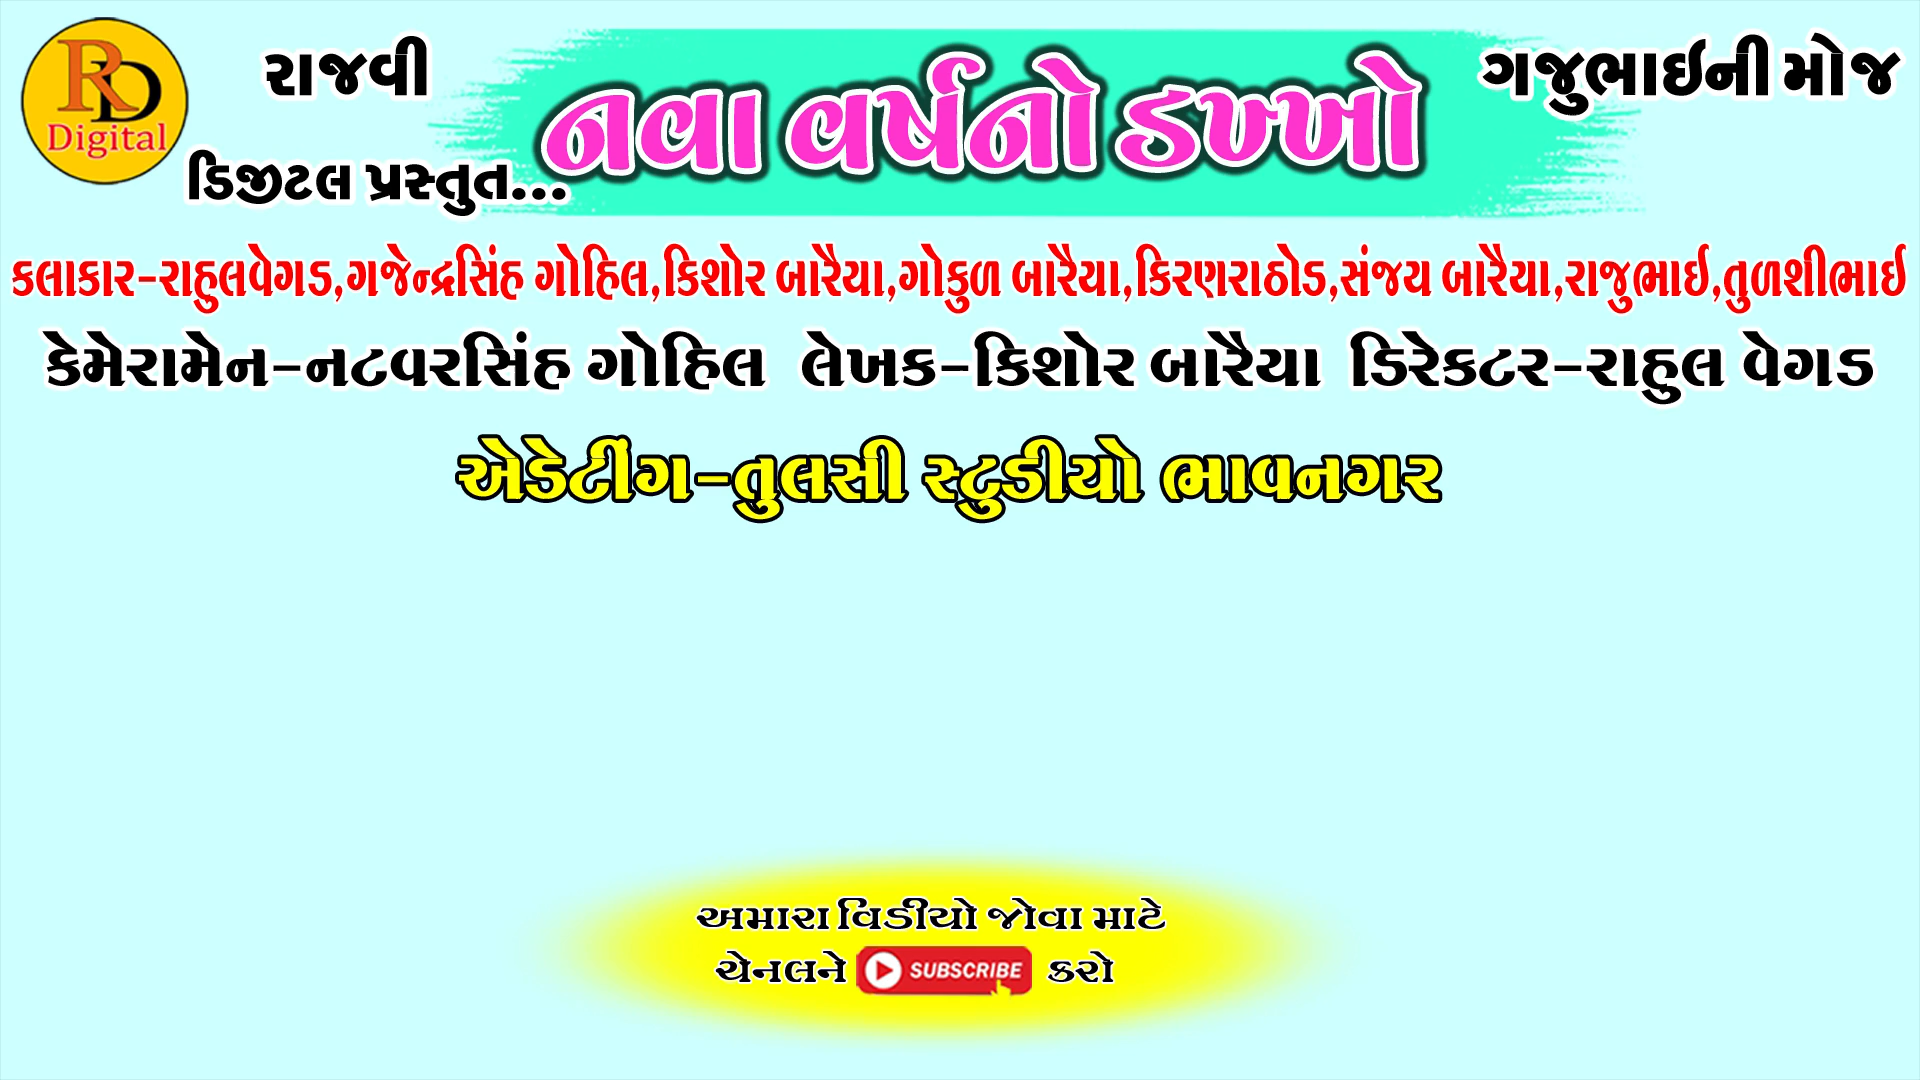 RD
Digital
રાજવી
ડિજીટલ પ્રસ્તુત...
નવા વર્ષનો ડખ્ખો
ગજુભાઇની મોજ
કલાકાર-રાહુલવેગડ,ગજેન્દ્રસિંહ ગોહિલ,કિશોર બારૈયા,ગોકુળ બારૈયા,કિરણરાઠોડ,સંજય બારૈયા,રાજુભાઈ,તુળશીભાઈ
કેમેરામેન-નટવરસિંહ ગોહિલ લેખક-કિશોર બારૈયા ડિરેકટર-રાહુલ વેગડ
એડેટીંગ-તુલસી સ્ટુડીયો ભાવનગર
અમારા વિડીયો જોવા માટે
ચેનલને SUBSCRIBE કરો